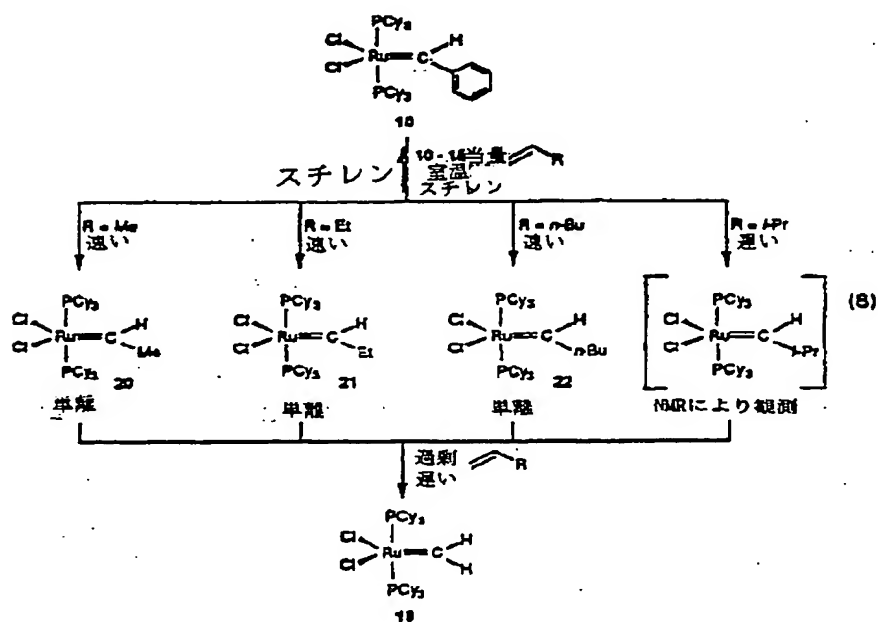 PCy3
Cl
H
Ru
C
Cl
PCy3
10
スチレン
10 - 15当量
R
室温
スチレン
R = Me
速い
R = Et
速い
R = n-Bu
速い
R = i-Pr
遅い
PCy3
Cl
H
Ru
C
Cl
Me
PCy3
20
単離
PCy3
Cl
H
Ru
C
Cl
Et
PCy3
21
単離
PCy3
Cl
H
Ru
C
Cl
n-Bu
PCy3
22
単離
PCy3
Cl
H
Ru
C
Cl
i-Pr
PCy3
NMRにより観測
(8)
過剰
R
遅い
PCy3
Cl
H
Ru
C
Cl
H
PCy3